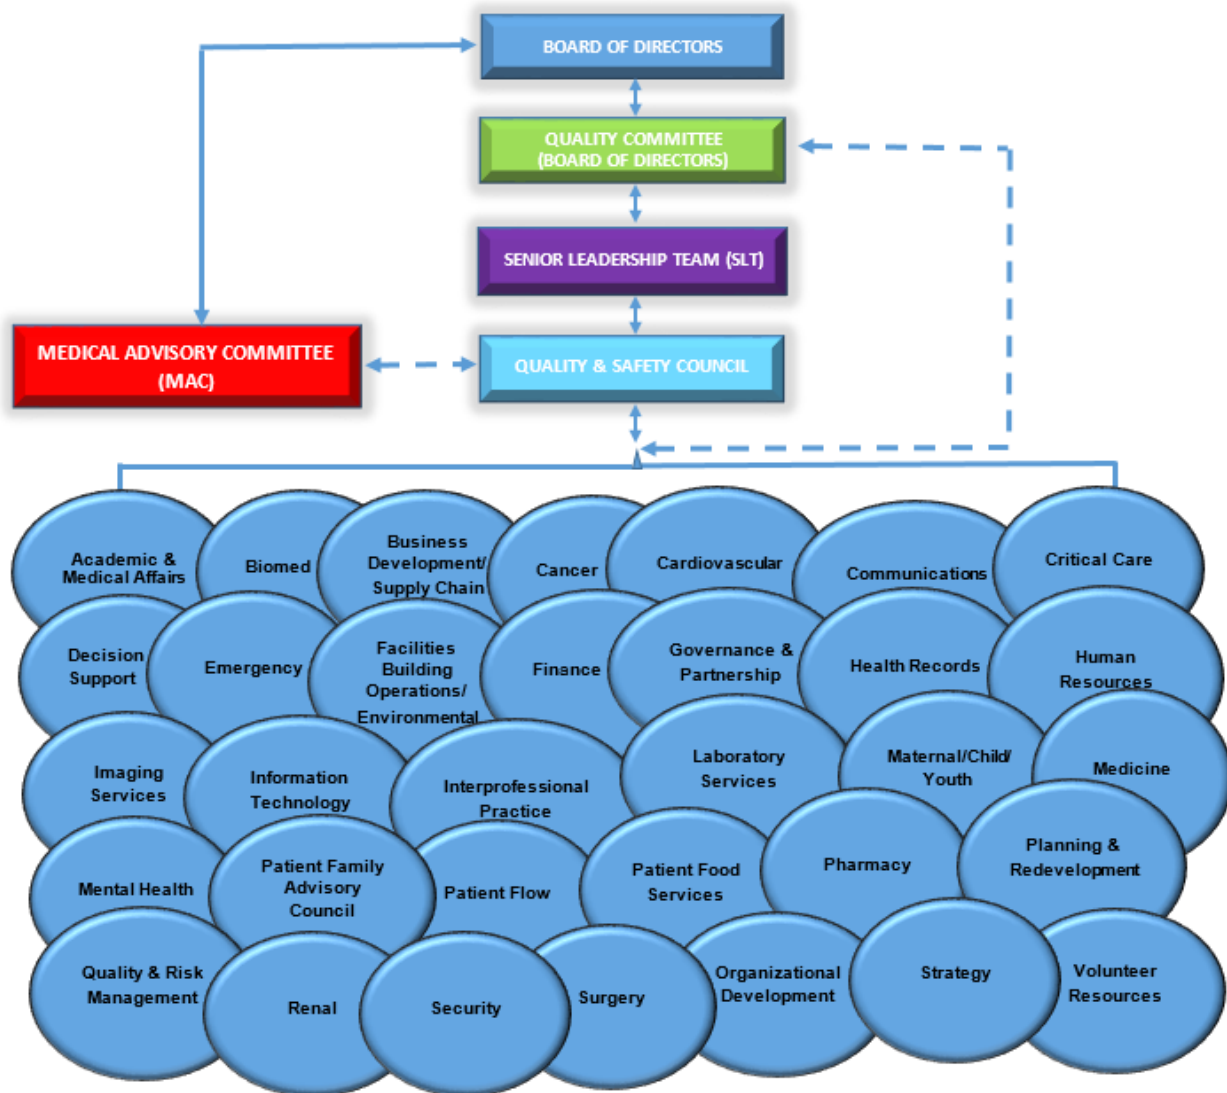 BOARD OF DIRECTORS
QUALITY COMMITTEE
(BOARD OF DIRECTORS)
SENIOR LEADERSHIP TEAM (SLT)
MEDICAL ADVISORY COMMITTEE
(MAC)
QUALITY & SAFETY COUNCIL
Academic &
Medical Affairs
Biomed
Business
Development/
Supply Chain
Cancer
Cardiovascular
Communications
Critical Care
Decision
Support
Emergency
Facilities
Building
Operations/
Environmental
Finance
Governance &
Partnership
Health Records
Human
Resources
Imaging
Services
Information
Technology
Interprofessional
Practice
Laboratory
Services
Maternal/Child/
Youth
Medicine
Mental Health
Patient Family
Advisory
Council
Patient Flow
Patient Food
Services
Pharmacy
Planning &
Redevelopment
Quality & Risk
Management
Renal
Security
Surgery
Organizational
Development
Strategy
Volunteer
Resources